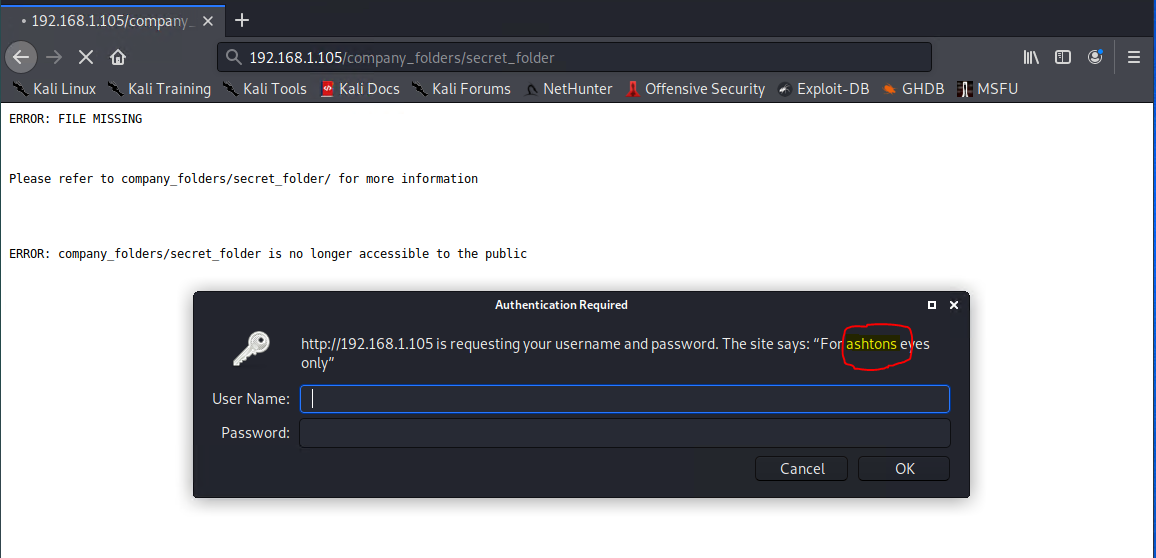 192.168.1.105/company_
192.168.1.105/company_folders/secret_folder
Kali Linux Kali Training Kali Tools Kali Docs Kali Forums NetHunter Offensive Security Exploit-DB GHDB MSFU
ERROR: FILE MISSING
Please refer to company_folders/secret_folder/ for more information
ERROR: company_folders/secret_folder is no longer accessible to the public
Authentication Required
http://192.168.1.105 is requesting your username and password. The site says: “For ashtons eyes
only”
User Name:
Password:
Cancel OK